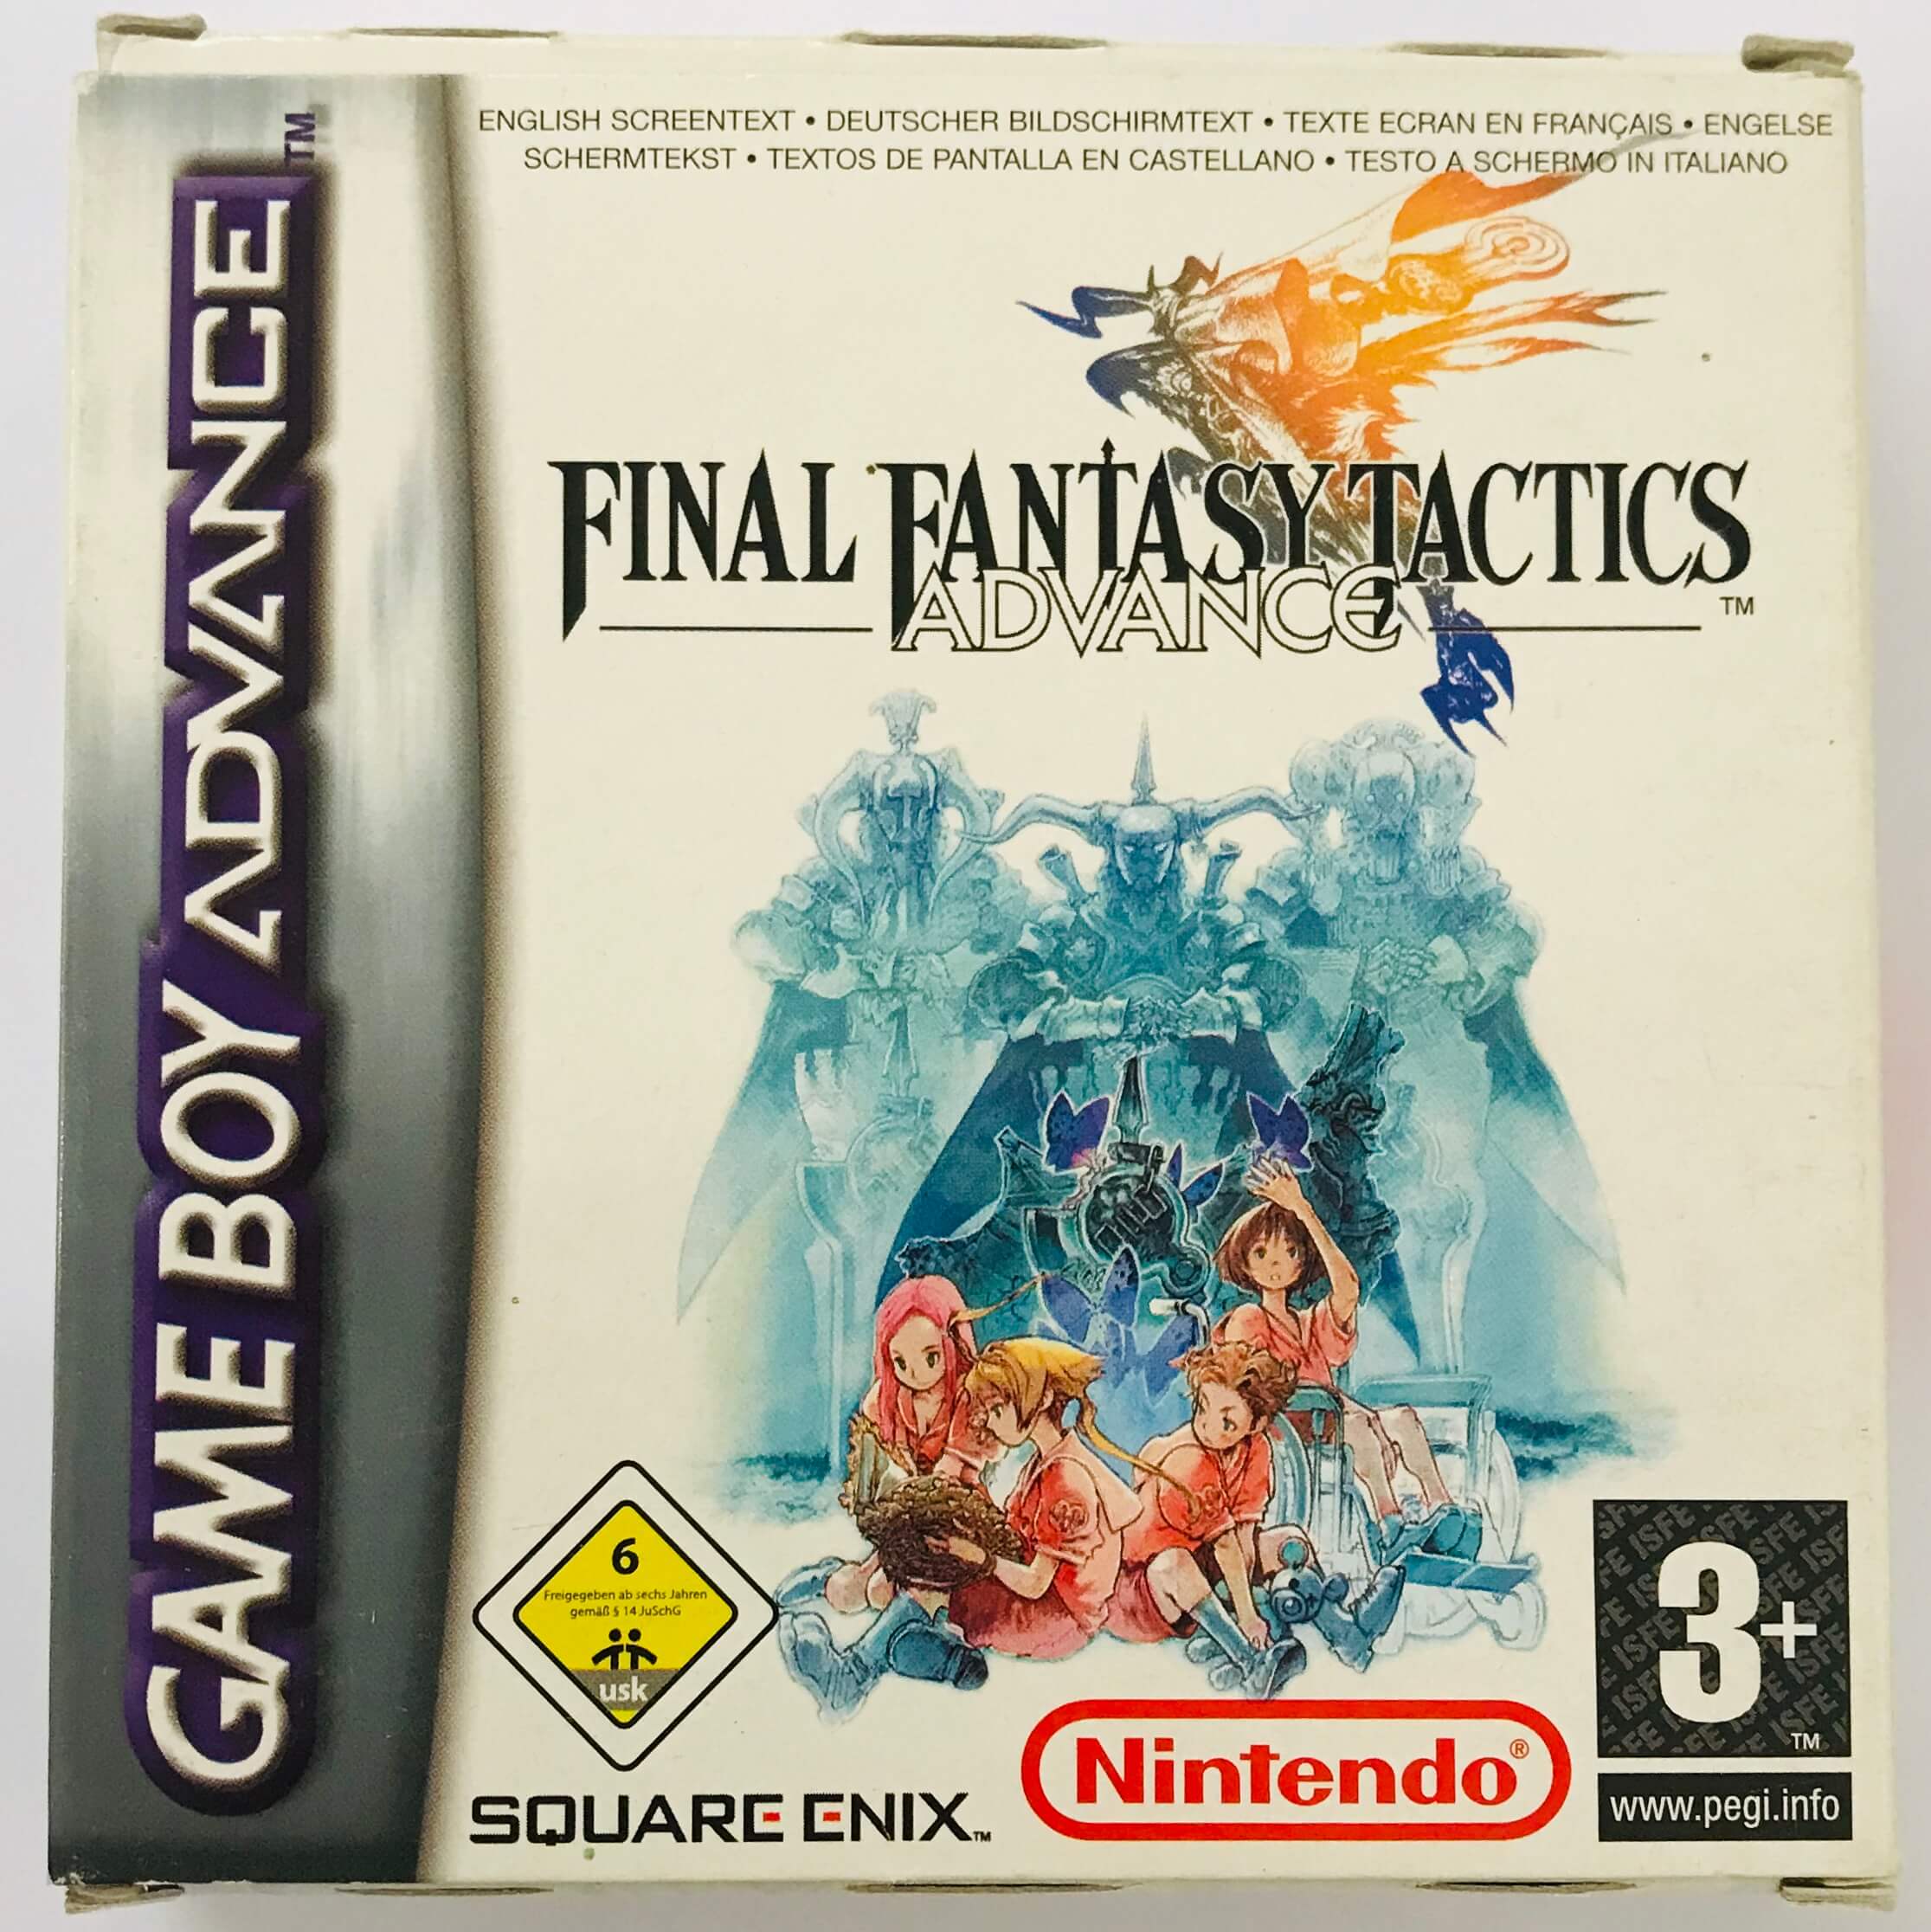 GAME BOY ADVANCE™
ENGLISH SCREENTEXT • DEUTSCHER BILDSCHIRMTEXT • TEXTE ECRAN EN FRANÇAIS • ENGELSE
SCHERMTEKST • TEXTOS DE PANTALLA EN CASTELLANO • TESTO A SCHERMO IN ITALIANO
FINAL FANTASY TACTICS
ADVANCE
™
6
Freigegeben ab sechs Jahren
gemäß § 14 JuSchG
usk
SQUARE ENIX™
Nintendo®
ISFE
3+
™
www.pegi.info